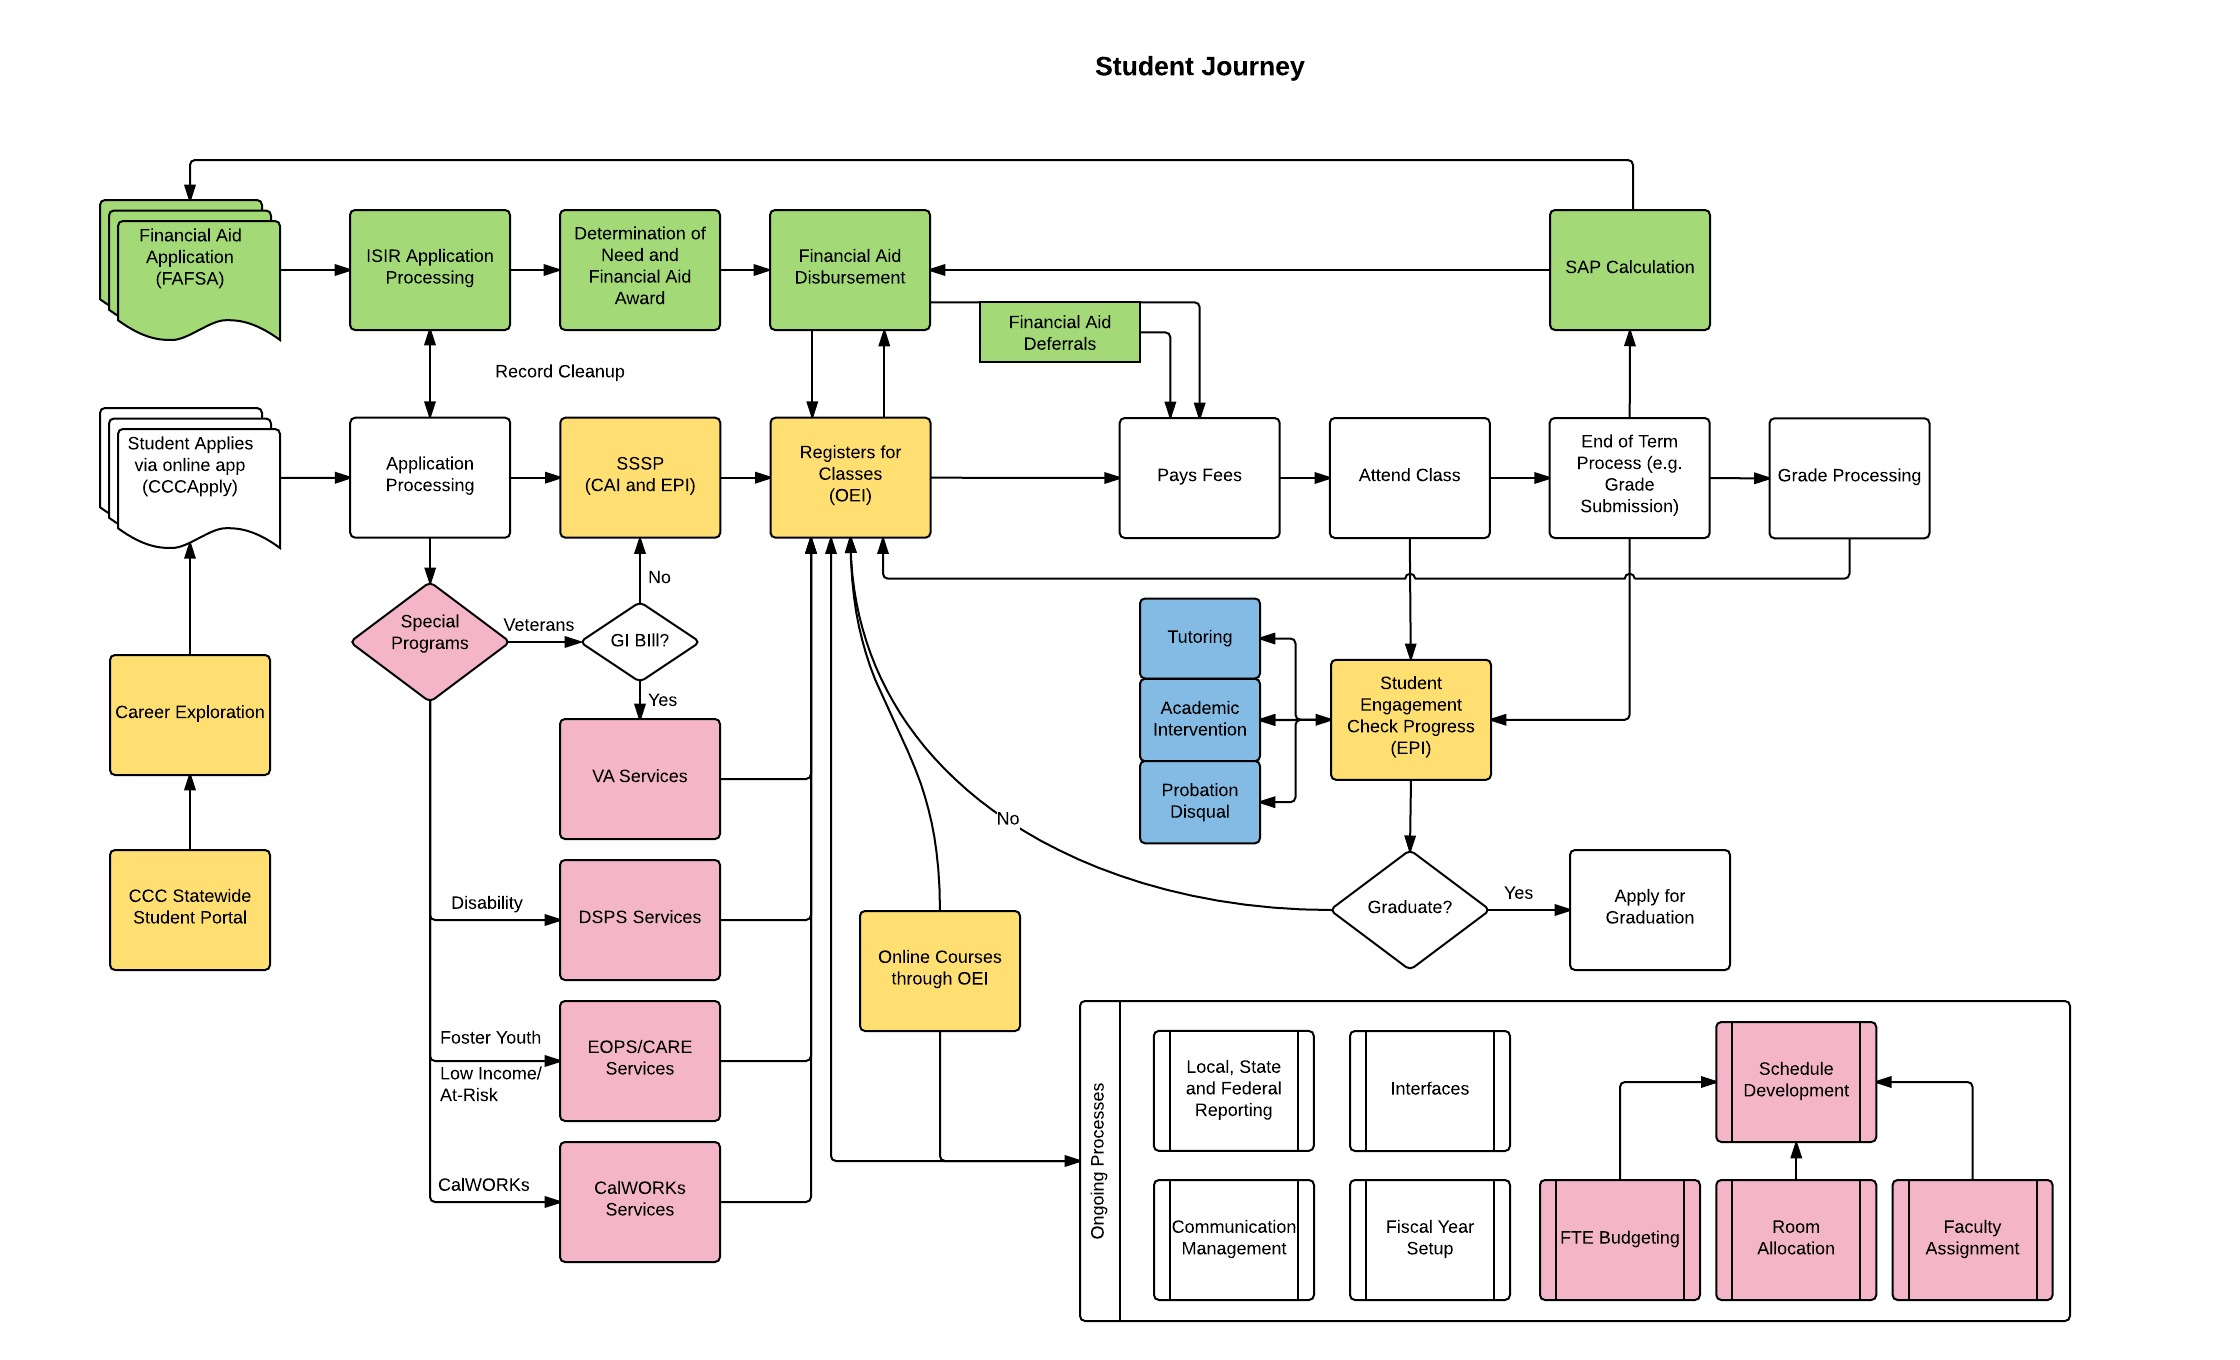 Student Journey
Financial Aid
Application
(FAFSA)
ISIR Application
Processing
Determination of
Need and
Financial Aid
Award
Financial Aid
Disbursement
SAP Calculation
Financial Aid
Deferrals
Record Cleanup
Student Applies
via online app
(CCCApply)
Application
Processing
SSSP
(CAI and EPI)
Registers for
Classes
(OEI)
Pays Fees
Attend Class
End of Term
Process (e.g.
Grade
Submission)
Grade Processing
No
Special
Programs
Veterans
GI BIll?
Yes
Tutoring
Academic
Intervention
Probation
Disqual
Student
Engagement
Check Progress
(EPI)
Career Exploration
VA Services
No
CCC Statewide
Student Portal
Disability
DSPS Services
Graduate?
Yes
Apply for
Graduation
Online Courses
through OEI
Foster Youth
Low Income/
At-Risk
EOPS/CARE
Services
CalWORKs
CalWORKs
Services
Ongoing Processes
Local, State
and Federal
Reporting
Interfaces
Schedule
Development
Communication
Management
Fiscal Year
Setup
FTE Budgeting
Room
Allocation
Faculty
Assignment